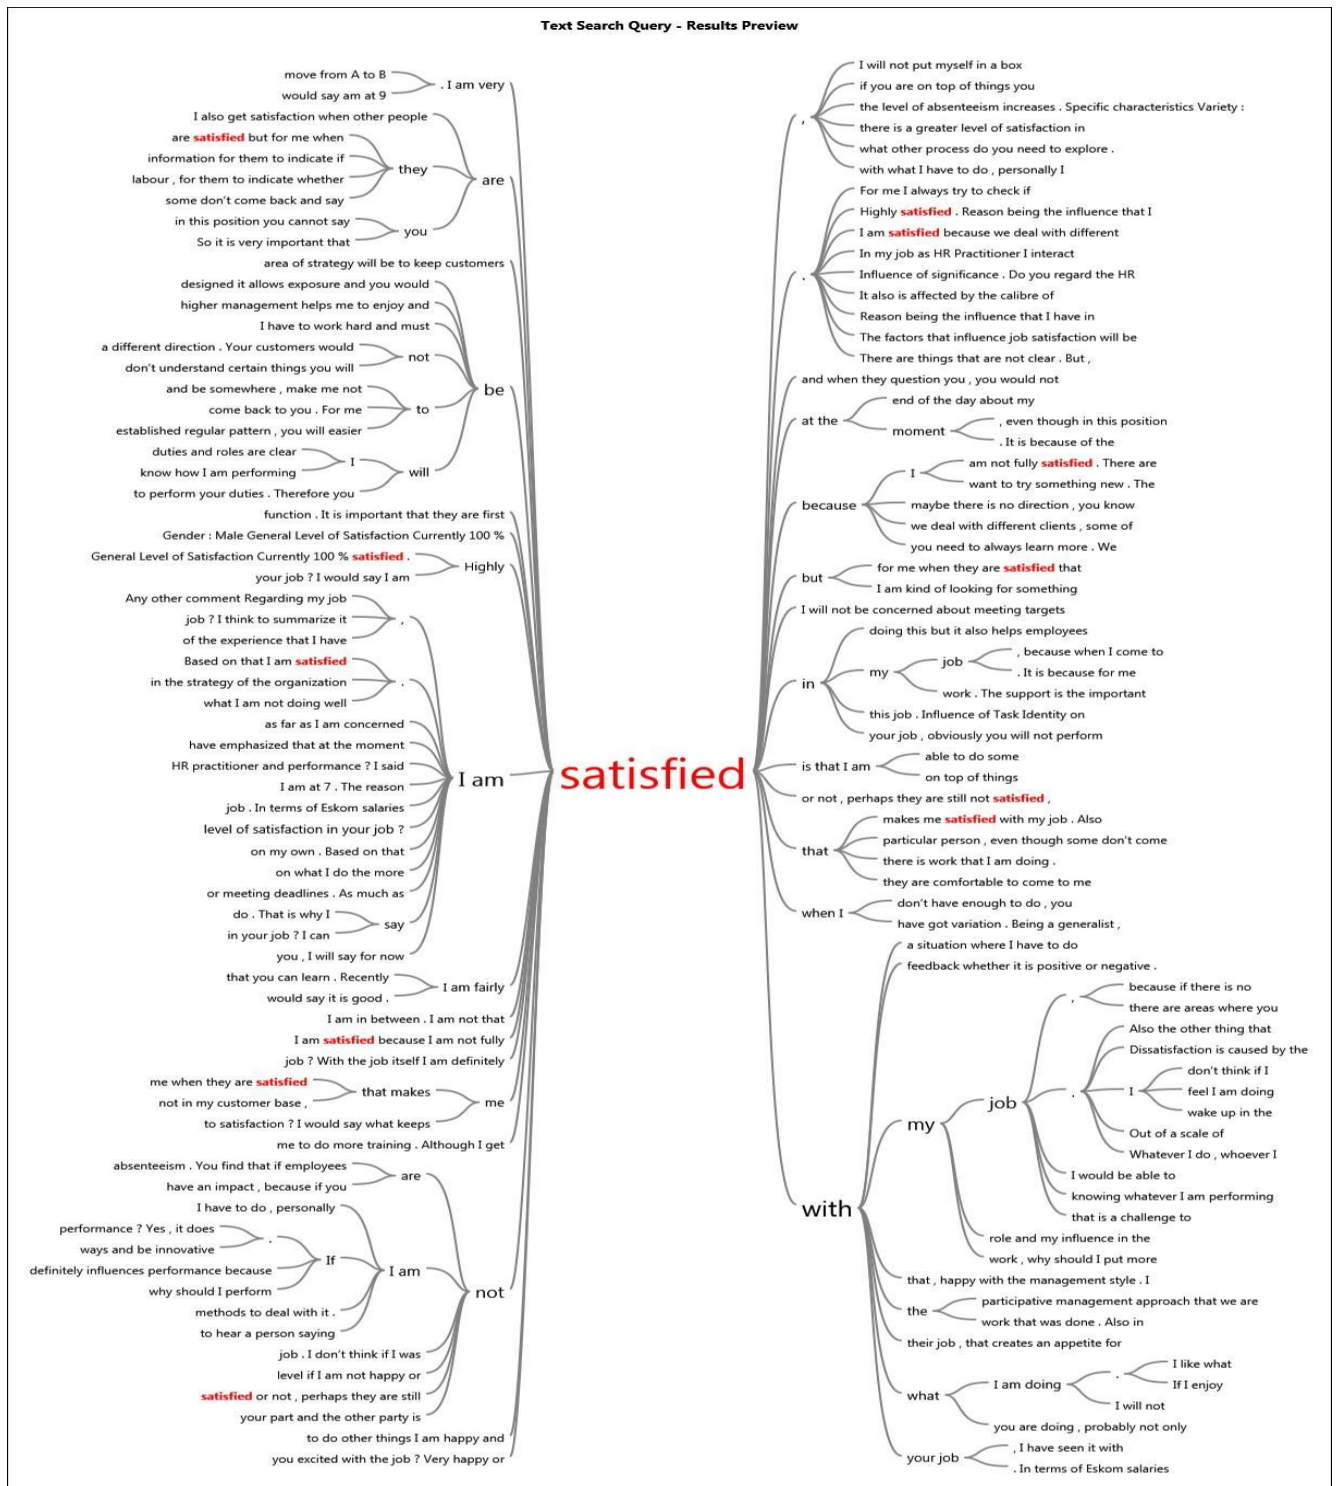 Text Search Query - Results Preview
move from A to B
would say am at 9
. I am very
I also get satisfaction when other people
are satisfied but for me when
information for them to indicate if
labour , for them to indicate whether
some don't come back and say
they
in this position you cannot say
So it is very important that
you
are
area of strategy will be to keep customers
designed it allows exposure and you would
higher management helps me to enjoy and
I have to work hard and must
a different direction . Your customers would
don't understand certain things you will
not
and be somewhere , make me not
come back to you . For me
established regular pattern , you will easier
to
duties and roles are clear
know how I am performing
I
to perform your duties . Therefore you
will
be
function . It is important that they are first
Gender : Male General Level of Satisfaction Currently 100 %
General Level of Satisfaction Currently 100 % satisfied .
your job ? I would say I am
Highly
Any other comment Regarding my job
job ? I think to summarize it
of the experience that I have
,
Based on that I am satisfied
in the strategy of the organization
what I am not doing well
.
as far as I am concerned
have emphasized that at the moment
HR practitioner and performance ? I said
I am at 7 . The reason
job . In terms of Eskom salaries
level of satisfaction in your job ?
on my own . Based on that
on what I do the more
or meeting deadlines . As much as
do . That is why I
in your job ? I can
say
you , I will say for now
I am
that you can learn . Recently
would say it is good .
I am fairly
I am in between . I am not that
I am satisfied because I am not fully
job ? With the job itself I am definitely
me when they are satisfied
not in my customer base ,
that makes
to satisfaction ? I would say what keeps
me
me to do more training . Although I get
absenteeism . You find that if employees
have an impact , because if you
are
I have to do , personally
performance ? Yes , it does
ways and be innovative
.
definitely influences performance because
why should I perform
If
methods to deal with it .
to hear a person saying
I am
job . I don't think if I was
level if I am not happy or
satisfied or not , perhaps they are still
your part and the other party is
not
to do other things I am happy and
you excited with the job ? Very happy or
satisfied
,
I will not put myself in a box
if you are on top of things you
the level of absenteeism increases . Specific characteristics Variety :
there is a greater level of satisfaction in
what other process do you need to explore .
with what I have to do , personally I
.
For me I always try to check if
Highly satisfied . Reason being the influence that I
I am satisfied because we deal with different
In my job as HR Practitioner I interact
Influence of significance . Do you regard the HR
It also is affected by the calibre of
Reason being the influence that I have in
The factors that influence job satisfaction will be
There are things that are not clear . But ,
and when they question you , you would not
at the
end of the day about my
moment
, even though in this position
. It is because of the
because
I
am not fully satisfied . There are
want to try something new . The
maybe there is no direction , you know
we deal with different clients , some of
you need to always learn more . We
but
for me when they are satisfied that
I am kind of looking for something
I will not be concerned about meeting targets
in
doing this but it also helps employees
my
job
, because when I come to
. It is because for me
work . The support is the important
this job . Influence of Task Identity on
your job , obviously you will not perform
is that I am
able to do some
on top of things
or not , perhaps they are still not satisfied ,
that
makes me satisfied with my job . Also
particular person , even though some don't come
there is work that I am doing .
they are comfortable to come to me
when I
don't have enough to do , you
have got variation . Being a generalist ,
with
a situation where I have to do
feedback whether it is positive or negative .
my
job
,
because if there is no
there are areas where you
.
Also the other thing that
Dissatisfaction is caused by the
I
don't think if I
feel I am doing
wake up in the
Out of a scale of
Whatever I do , whoever I
I would be able to
knowing whatever I am performing
that is a challenge to
role and my influence in the
work , why should I put more
that , happy with the management style . I
the
participative management approach that we are
work that was done . Also in
their job , that creates an appetite for
what
I am doing
.
I like what
If I enjoy
I will not
you are doing , probably not only
your job
, I have seen it with
. In terms of Eskom salaries